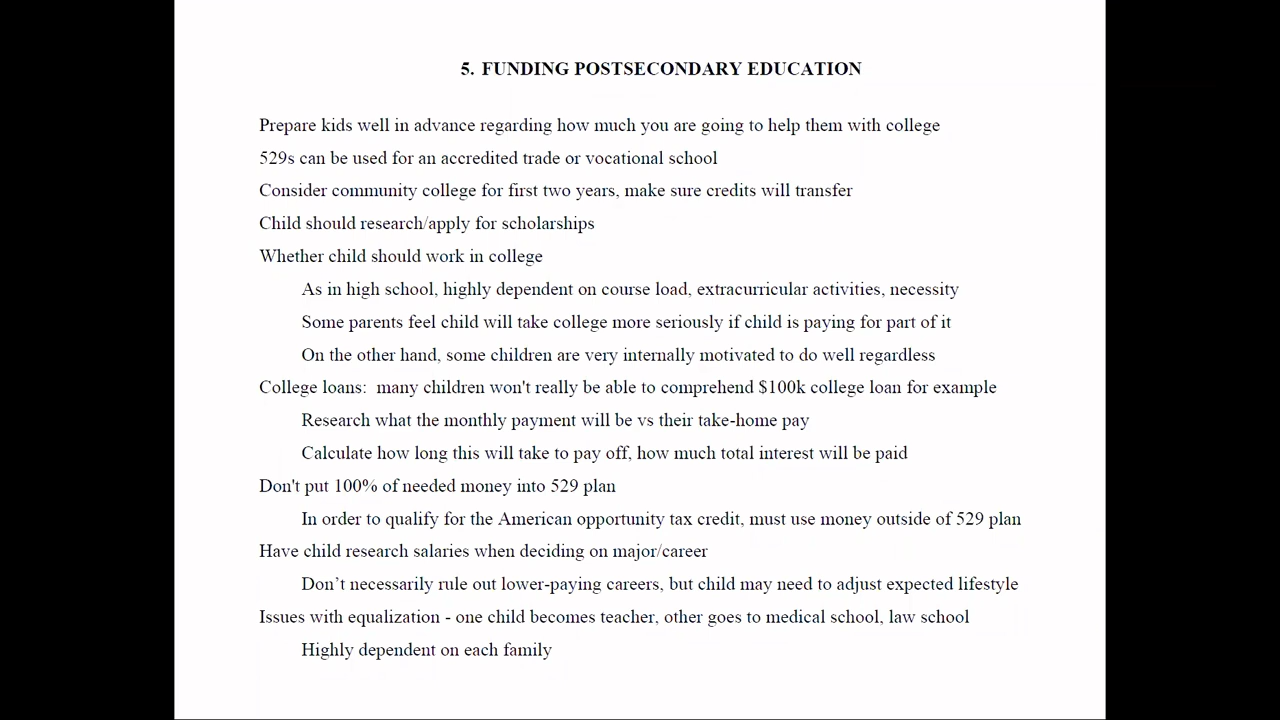 5. FUNDING POSTSECONDARY EDUCATION
Prepare kids well in advance regarding how much you are going to help them with college
529s can be used for an accredited trade or vocational school
Consider community college for first two years, make sure credits will transfer
Child should research/apply for scholarships
Whether child should work in college
As in high school, highly dependent on course load, extracurricular activities, necessity
Some parents feel child will take college more seriously if child is paying for part of it
On the other hand, some children are very internally motivated to do well regardless
College loans:  many children won't really be able to comprehend $100k college loan for example
Research what the monthly payment will be vs their take-home pay
Calculate how long this will take to pay off, how much total interest will be paid
Don't put 100% of needed money into 529 plan
In order to qualify for the American opportunity tax credit, must use money outside of 529 plan
Have child research salaries when deciding on major/career
Don’t necessarily rule out lower-paying careers, but child may need to adjust expected lifestyle
Issues with equalization - one child becomes teacher, other goes to medical school, law school
Highly dependent on each family